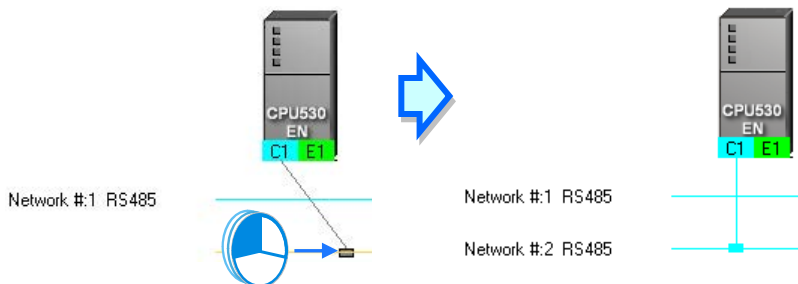 CPU530
EN
C1 E1
Network #:1 RS485
CPU530
EN
C1 E1
Network #:1 RS485
Network #:2 RS485